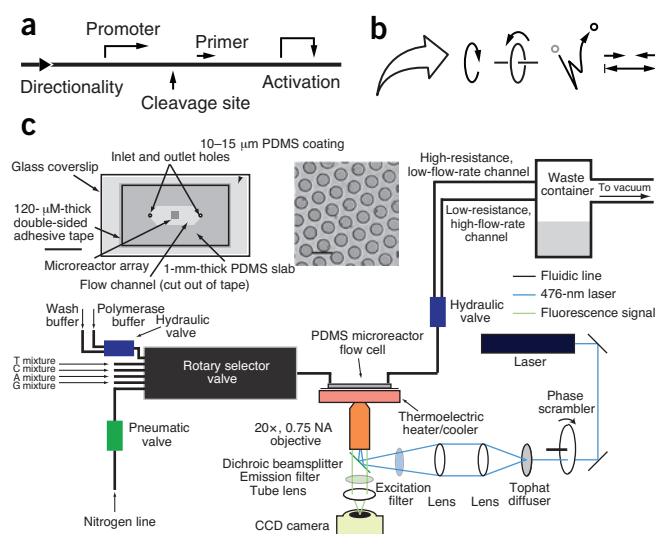 a
Promoter
Primer
Directionality
Cleavage site
Activation
b
c
10–15 μm PDMS coating
Inlet and outlet holes
Glass coverslip
120- μM-thick
double-sided
adhesive tape
Microreactor array
1-mm-thick PDMS slab
Flow channel (cut out of tape)
High-resistance,
low-flow-rate channel
Low-resistance,
high-flow-rate
channel
Waste
container
To vacuum
Fluidic line
476-nm laser
Fluorescence signal
Wash
buffer
Polymerase
buffer
Hydraulic
valve
T mixture
C mixture
A mixture
G mixture
Rotary selector
valve
Pneumatic
valve
Nitrogen line
PDMS microreactor
flow cell
Hydraulic
valve
Laser
Phase
scrambler
Thermoelectric
heater/cooler
20×, 0.75 NA
objective
Dichroic beamsplitter
Emission filter
Tube lens
CCD camera
Excitation
filter
Lens
Lens
Tophat
diffuser